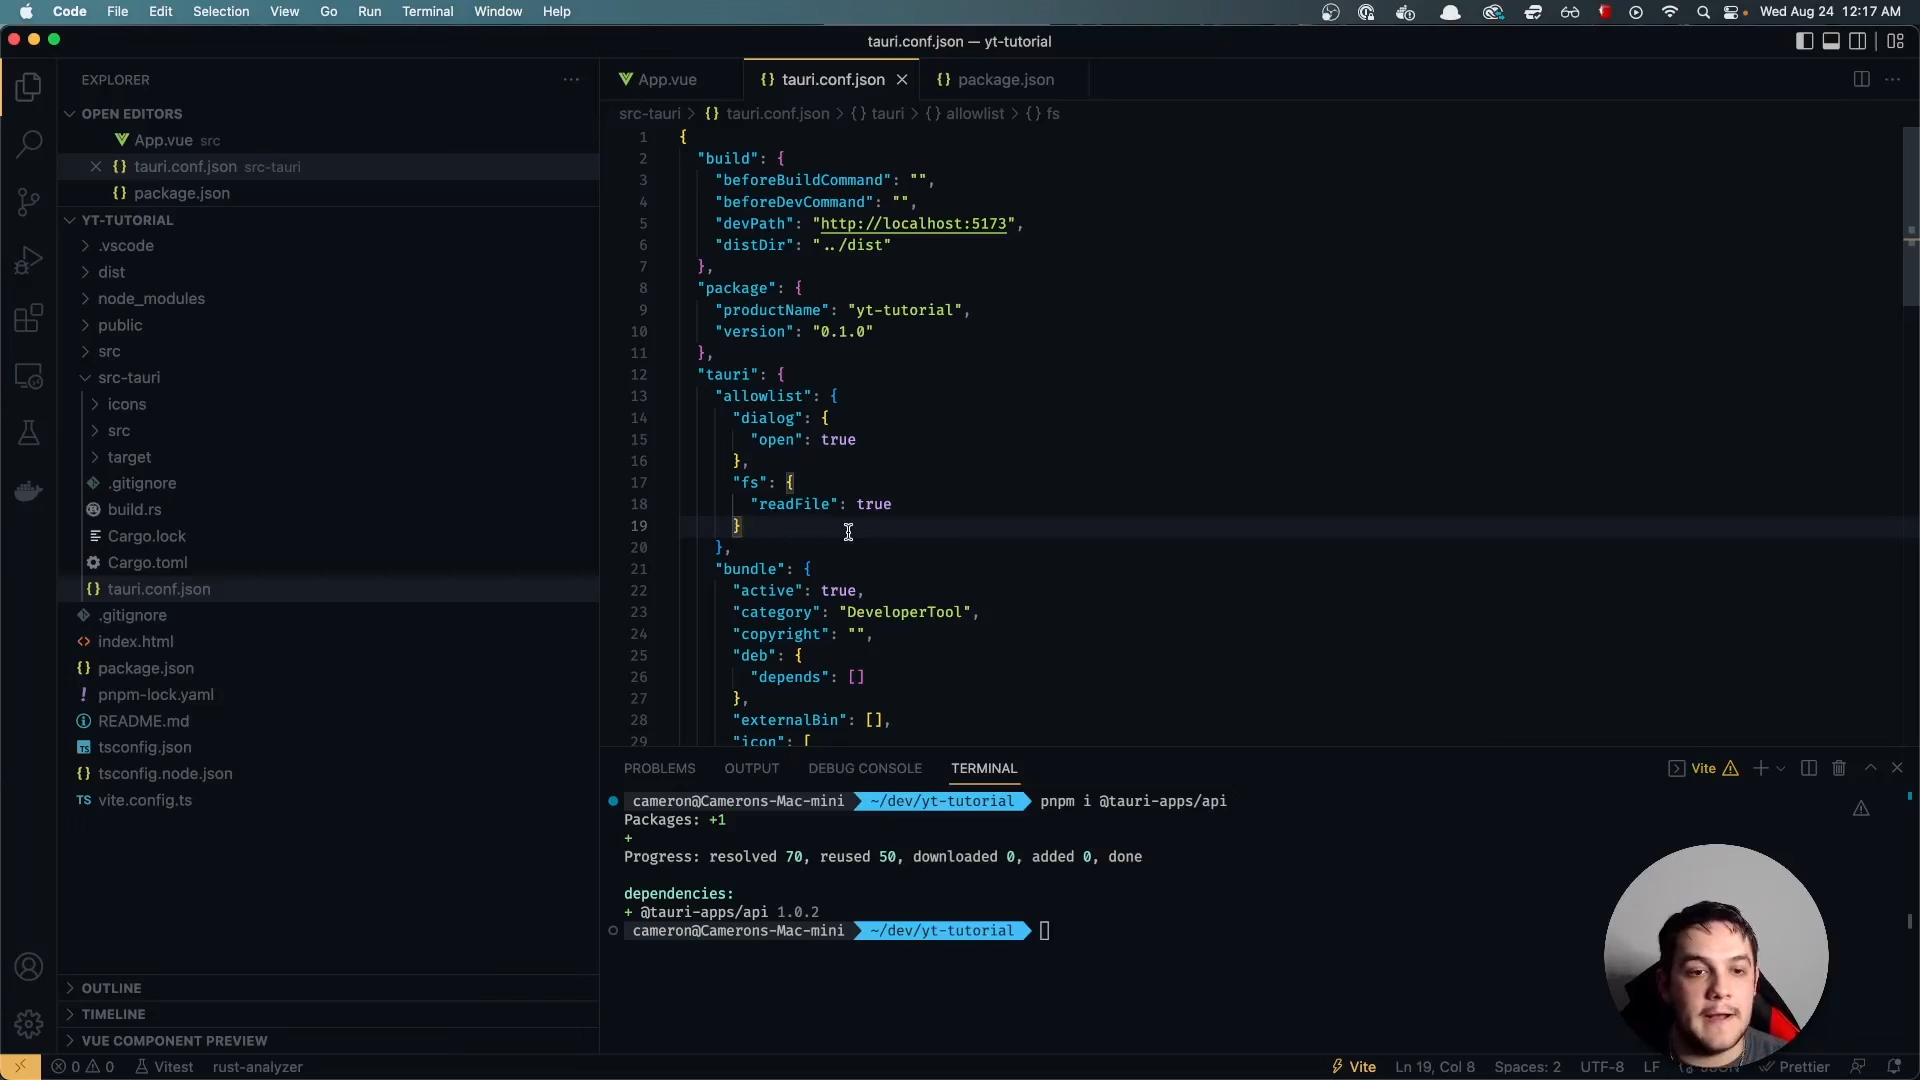 Code File Edit Selection View Go Run Terminal Window Help Wed Aug 24 12:17 AM
tauri.conf.json — yt-tutorial
EXPLORER
OPEN EDITORS
App.vue src
tauri.conf.json src-tauri
package.json
YT-TUTORIAL
.vscode
dist
node_modules
public
src
src-tauri
icons
src
target
.gitignore
build.rs
Cargo.lock
Cargo.toml
tauri.conf.json
.gitignore
index.html
package.json
pnpm-lock.yaml
README.md
tsconfig.json
tsconfig.node.json
TS vite.config.ts
OUTLINE
TIMELINE
VUE COMPONENT PREVIEW
App.vue {} tauri.conf.json {} package.json
src-tauri > {} tauri.conf.json > {} tauri > {} allowlist > {} fs
1 {
2 "build": {
3 "beforeBuildCommand": "",
4 "beforeDevCommand": "",
5 "devPath": "http://localhost:5173",
6 "distDir": "../dist"
7 },
8 "package": {
9 "productName": "yt-tutorial",
10 "version": "0.1.0"
11 },
12 "tauri": {
13 "allowlist": {
14 "dialog": {
15 "open": true
16 },
17 "fs": {
18 "readFile": true
19 }
20 },
21 "bundle": {
22 "active": true,
23 "category": "DeveloperTool",
24 "copyright": "",
25 "deb": {
26 "depends": []
27 },
28 "externalBin": [],
29 "icon": [
PROBLEMS OUTPUT DEBUG CONSOLE TERMINAL Vite
cameron@Camerons-Mac-mini ~/dev/yt-tutorial pnpm i @tauri-apps/api
Packages: +1
+
Progress: resolved 70, reused 50, downloaded 0, added 0, done
dependencies:
+ @tauri-apps/api 1.0.2
cameron@Camerons-Mac-mini ~/dev/yt-tutorial
0 0 Vitest rust-analyzer Vite Ln 19, Col 8 Spaces: 2 UTF-8 LF Prettier